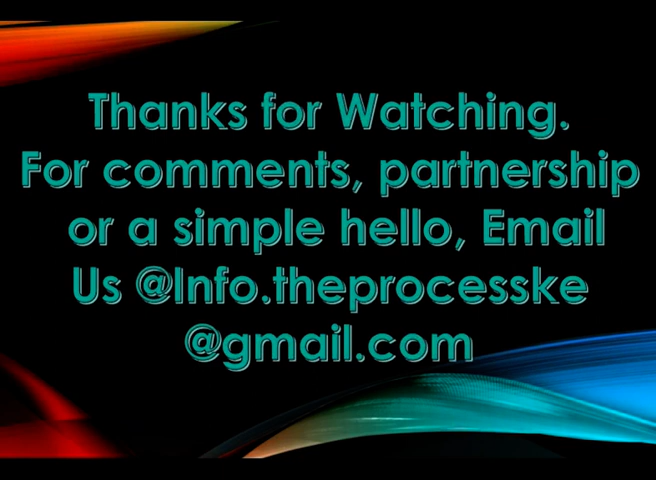 Thanks for Watching.
For comments, partnership
or a simple hello, Email
Us @Info.theprocesske
@gmail.com